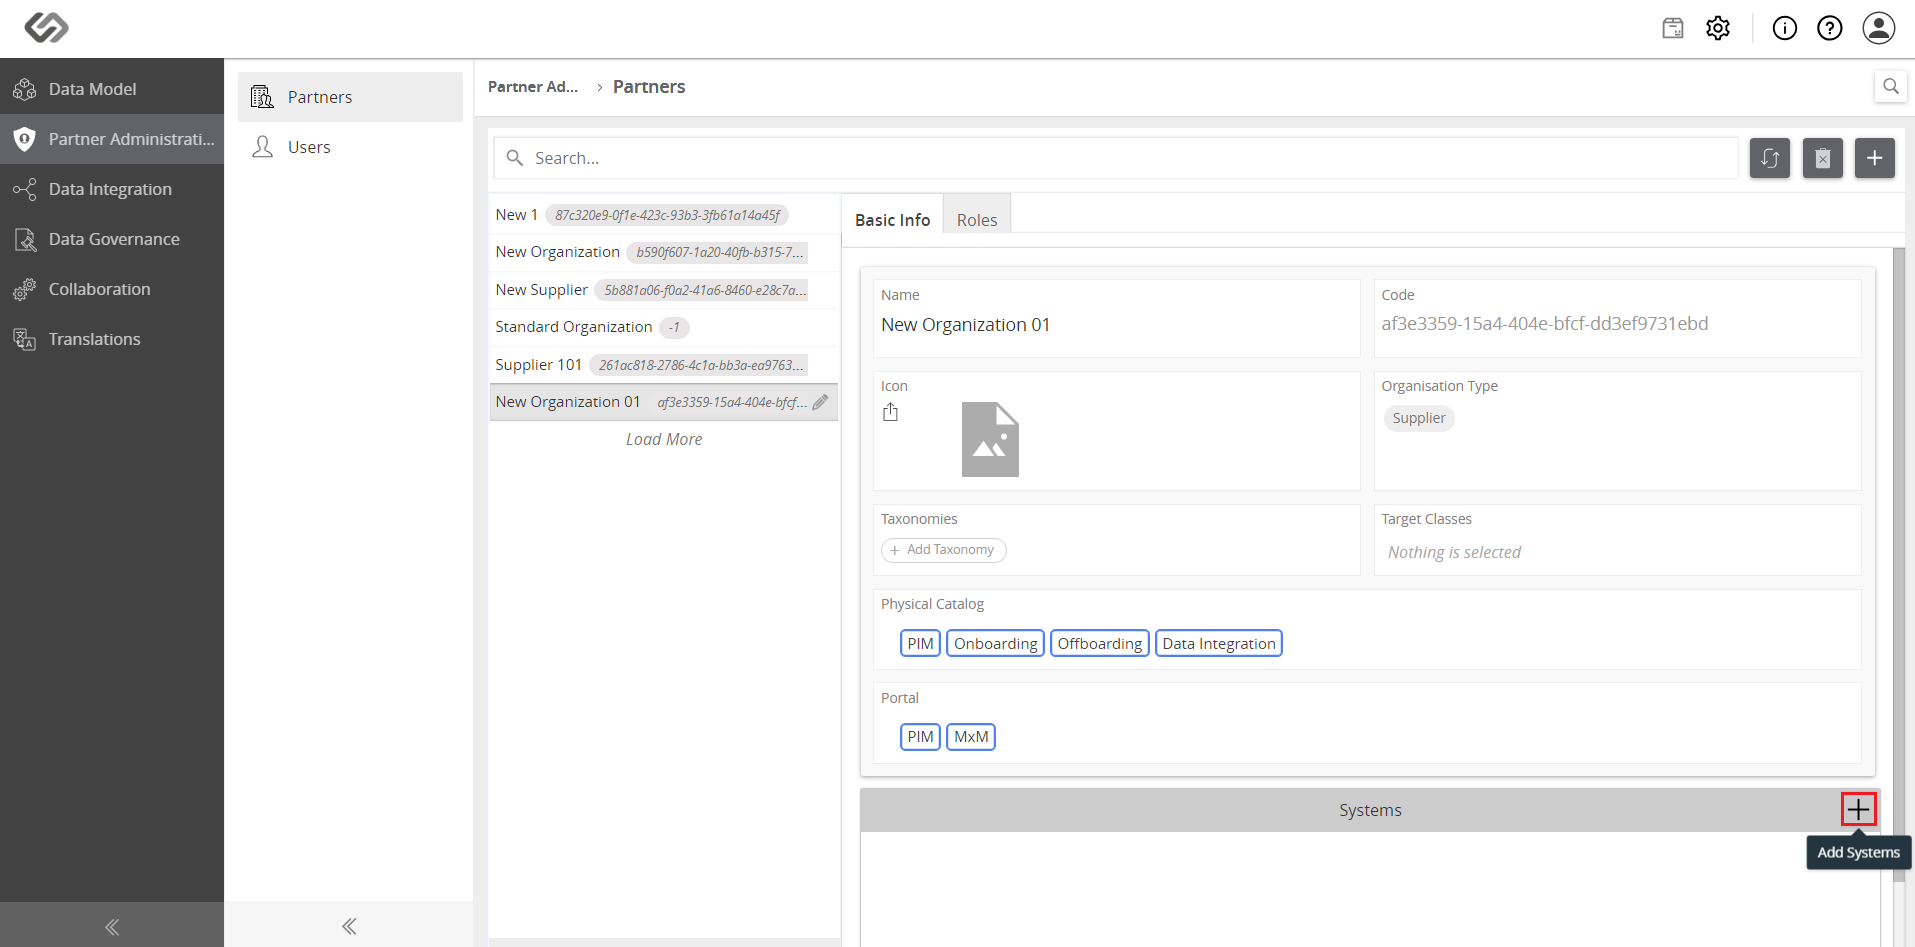 Data Model
Partner Administrati...
Data Integration
Data Governance
Collaboration
Translations
Partners
Users
Partner Ad... › Partners
Search...
New 1 87c320e9-0f1e-423c-93b3-3fb61a14a45f
New Organization b590f607-1a20-40fb-b315-7...
New Supplier 5b881a06-f0a2-41a6-8460-e28c7a...
Standard Organization -1
Supplier 101 261ac818-2786-4c1a-bb3a-ea9763...
New Organization 01 af3e3359-15a4-404e-bfcf...
Load More
Basic Info Roles
Name
New Organization 01
Code
af3e3359-15a4-404e-bfcf-dd3ef9731ebd
Icon
Organisation Type
Supplier
Taxonomies
+ Add Taxonomy
Target Classes
Nothing is selected
Physical Catalog
PIM Onboarding Offboarding Data Integration
Portal
PIM MxM
Systems
Add Systems